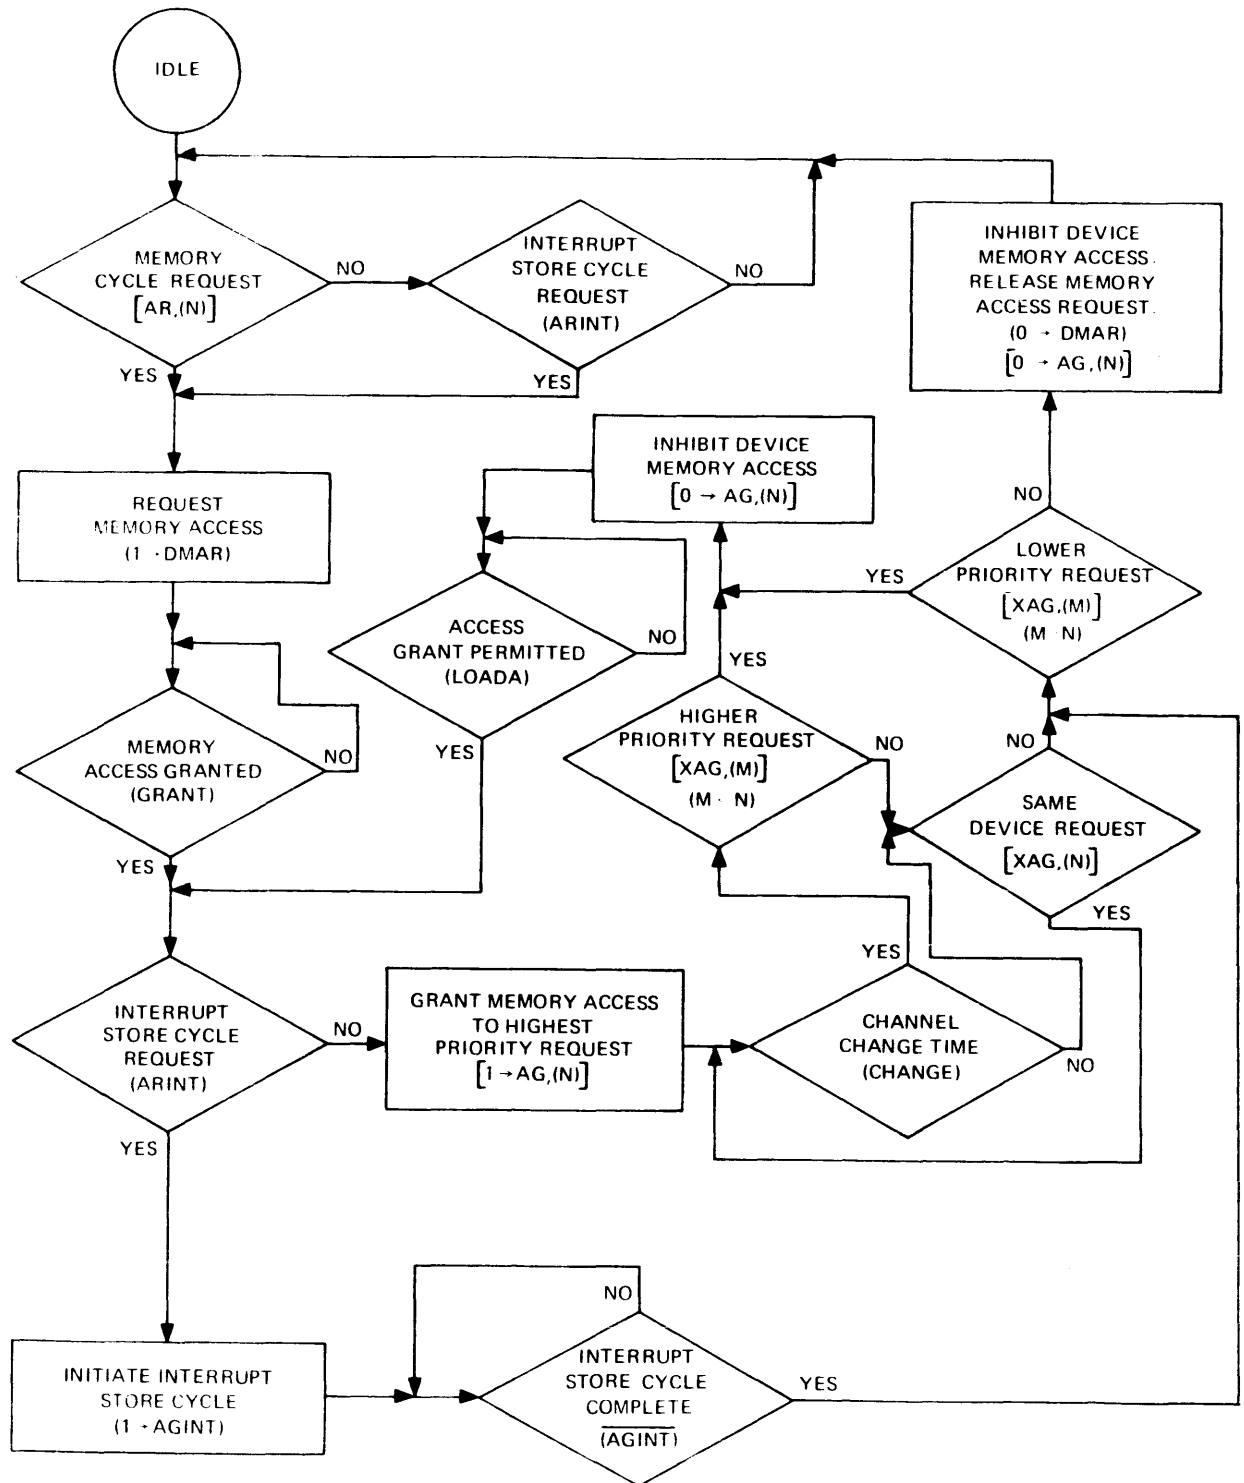 IDLE
MEMORY
CYCLE REQUEST
[AR,(N)]
NO
YES
INTERRUPT
STORE CYCLE
REQUEST
(ARINT)
NO
YES
INHIBIT DEVICE
MEMORY ACCESS.
RELEASE MEMORY
ACCESS REQUEST.
(0 → DMAR)
[0 → AG,(N)]
REQUEST
MEMORY ACCESS
(1 → DMAR)
INHIBIT DEVICE
MEMORY ACCESS
[0 → AG,(N)]
NO
LOWER
PRIORITY REQUEST
[XAG,(M)]
(M N)
YES
ACCESS
GRANT PERMITTED
(LOADA)
NO
YES
MEMORY
ACCESS GRANTED
(GRANT)
NO
YES
YES
HIGHER
PRIORITY REQUEST
[XAG,(M)]
(M N)
NO
NO
SAME
DEVICE REQUEST
[XAG,(N)]
YES
INTERRUPT
STORE CYCLE
REQUEST
(ARINT)
NO
YES
GRANT MEMORY ACCESS
TO HIGHEST
PRIORITY REQUEST
[1→AG,(N)]
YES
CHANNEL
CHANGE TIME
(CHANGE)
NO
INITIATE INTERRUPT
STORE CYCLE
(1 → AGINT)
NO
INTERRUPT
STORE CYCLE
COMPLETE
(AGINT)
YES